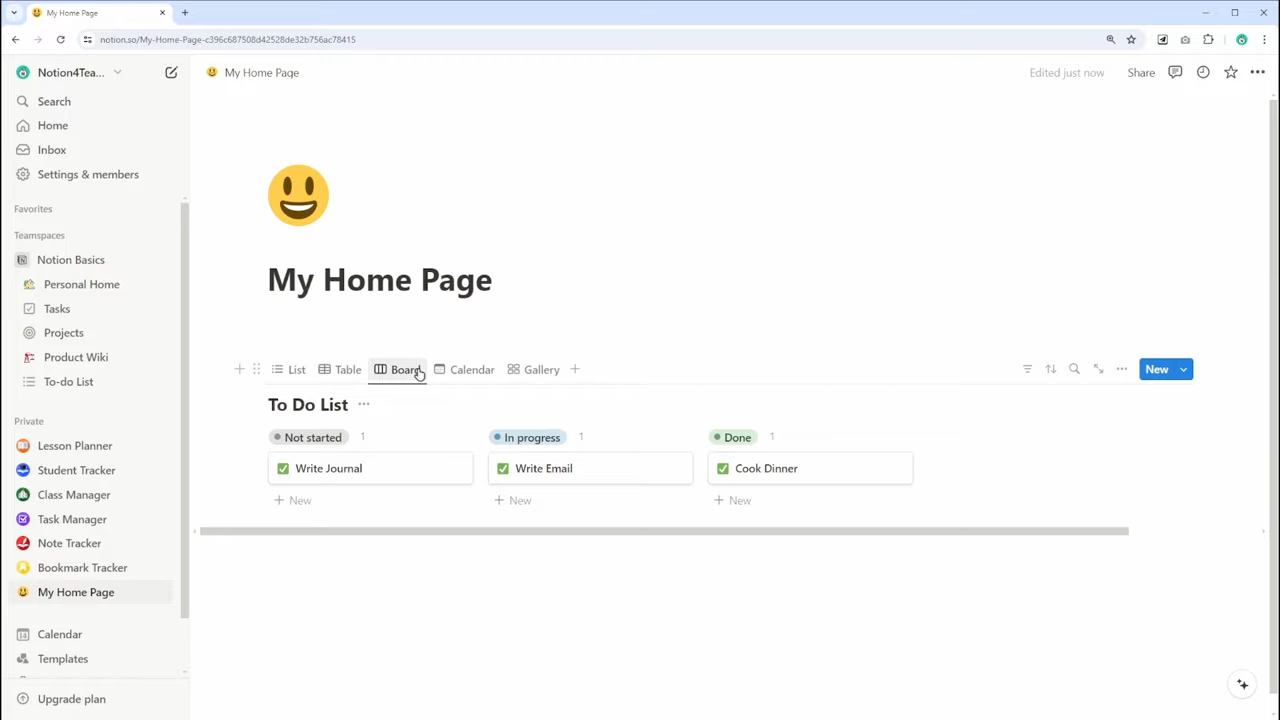 My Home Page
notion.so/My-Home-Page-c396c687508d42528de32b756ac78415
Notion4Tea...
My Home Page
Edited just now
Share
Search
Home
Inbox
Settings & members
Favorites
Teamspaces
Notion Basics
Personal Home
Tasks
Projects
Product Wiki
To-do List
Private
Lesson Planner
Student Tracker
Class Manager
Task Manager
Note Tracker
Bookmark Tracker
My Home Page
14 Calendar
Templates
Upgrade plan
My Home Page
List Table Board Calendar Gallery
New
To Do List
Not started 1 In progress 1 Done 1
Write Journal Write Email Cook Dinner
New New New